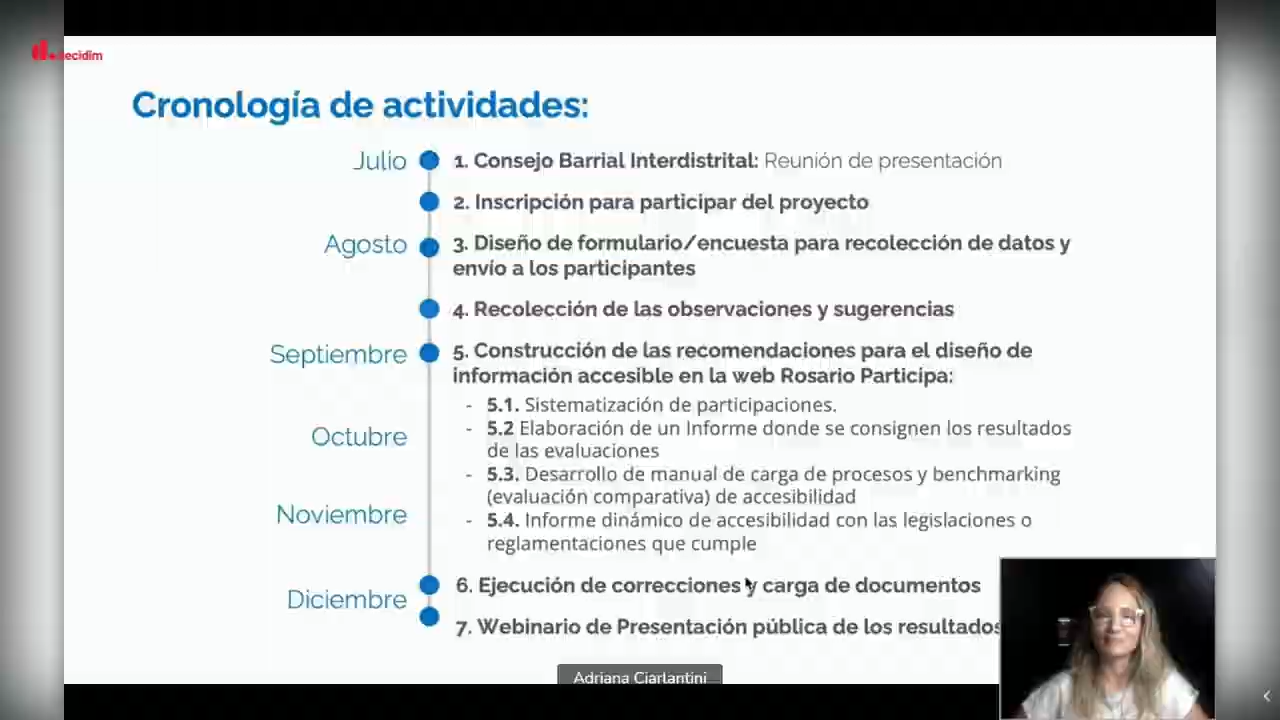 decidim
Cronología de actividades:
Julio
1. Consejo Barrial Interdistrital: Reunión de presentación
2. Inscripción para participar del proyecto
Agosto
3. Diseño de formulario/encuesta para recolección de datos y
envío a los participantes
4. Recolección de las observaciones y sugerencias
Septiembre
5. Construcción de las recomendaciones para el diseño de
información accesible en la web Rosario Participa:
- 5.1. Sistematización de participaciones.
Octubre
- 5.2 Elaboración de un Informe donde se consignen los resultados
de las evaluaciones
- 5.3. Desarrollo de manual de carga de procesos y benchmarking
(evaluación comparativa) de accesibilidad
Noviembre
- 5.4. Informe dinámico de accesibilidad con las legislaciones o
reglamentaciones que cumple
Diciembre
6. Ejecución de correcciones y carga de documentos
7. Webinario de Presentación pública de los resultados
Adriana Ciarlantini